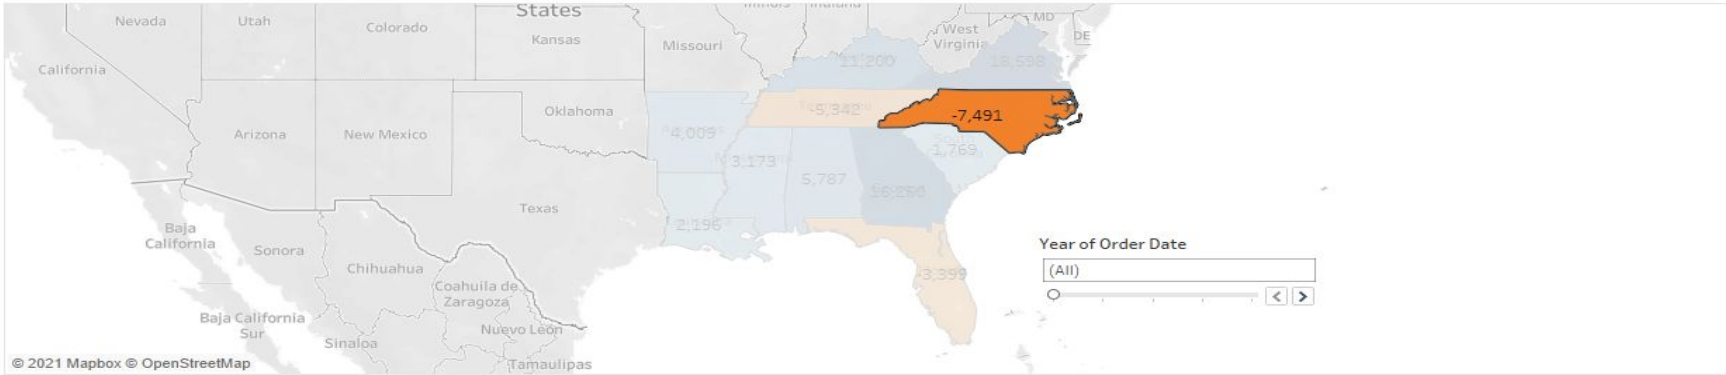 States
MD
Nevada
Utah
Colorado
Kansas
Missouri
West
Virginia
DE
California
11,200
18,598
Oklahoma
-5,342
-7,491
Arizona
New Mexico
4,009
3,173
1,769
5,787
16,250
Texas
2,196
Baja
California
Sonora
Chihuahua
-3,399
Coahuila de
Zaragoza
Baja California
Sur
Sinaloa
Nuevo León
Tamaulipas
Year of Order Date
(All)
< >
© 2021 Mapbox © OpenStreetMap